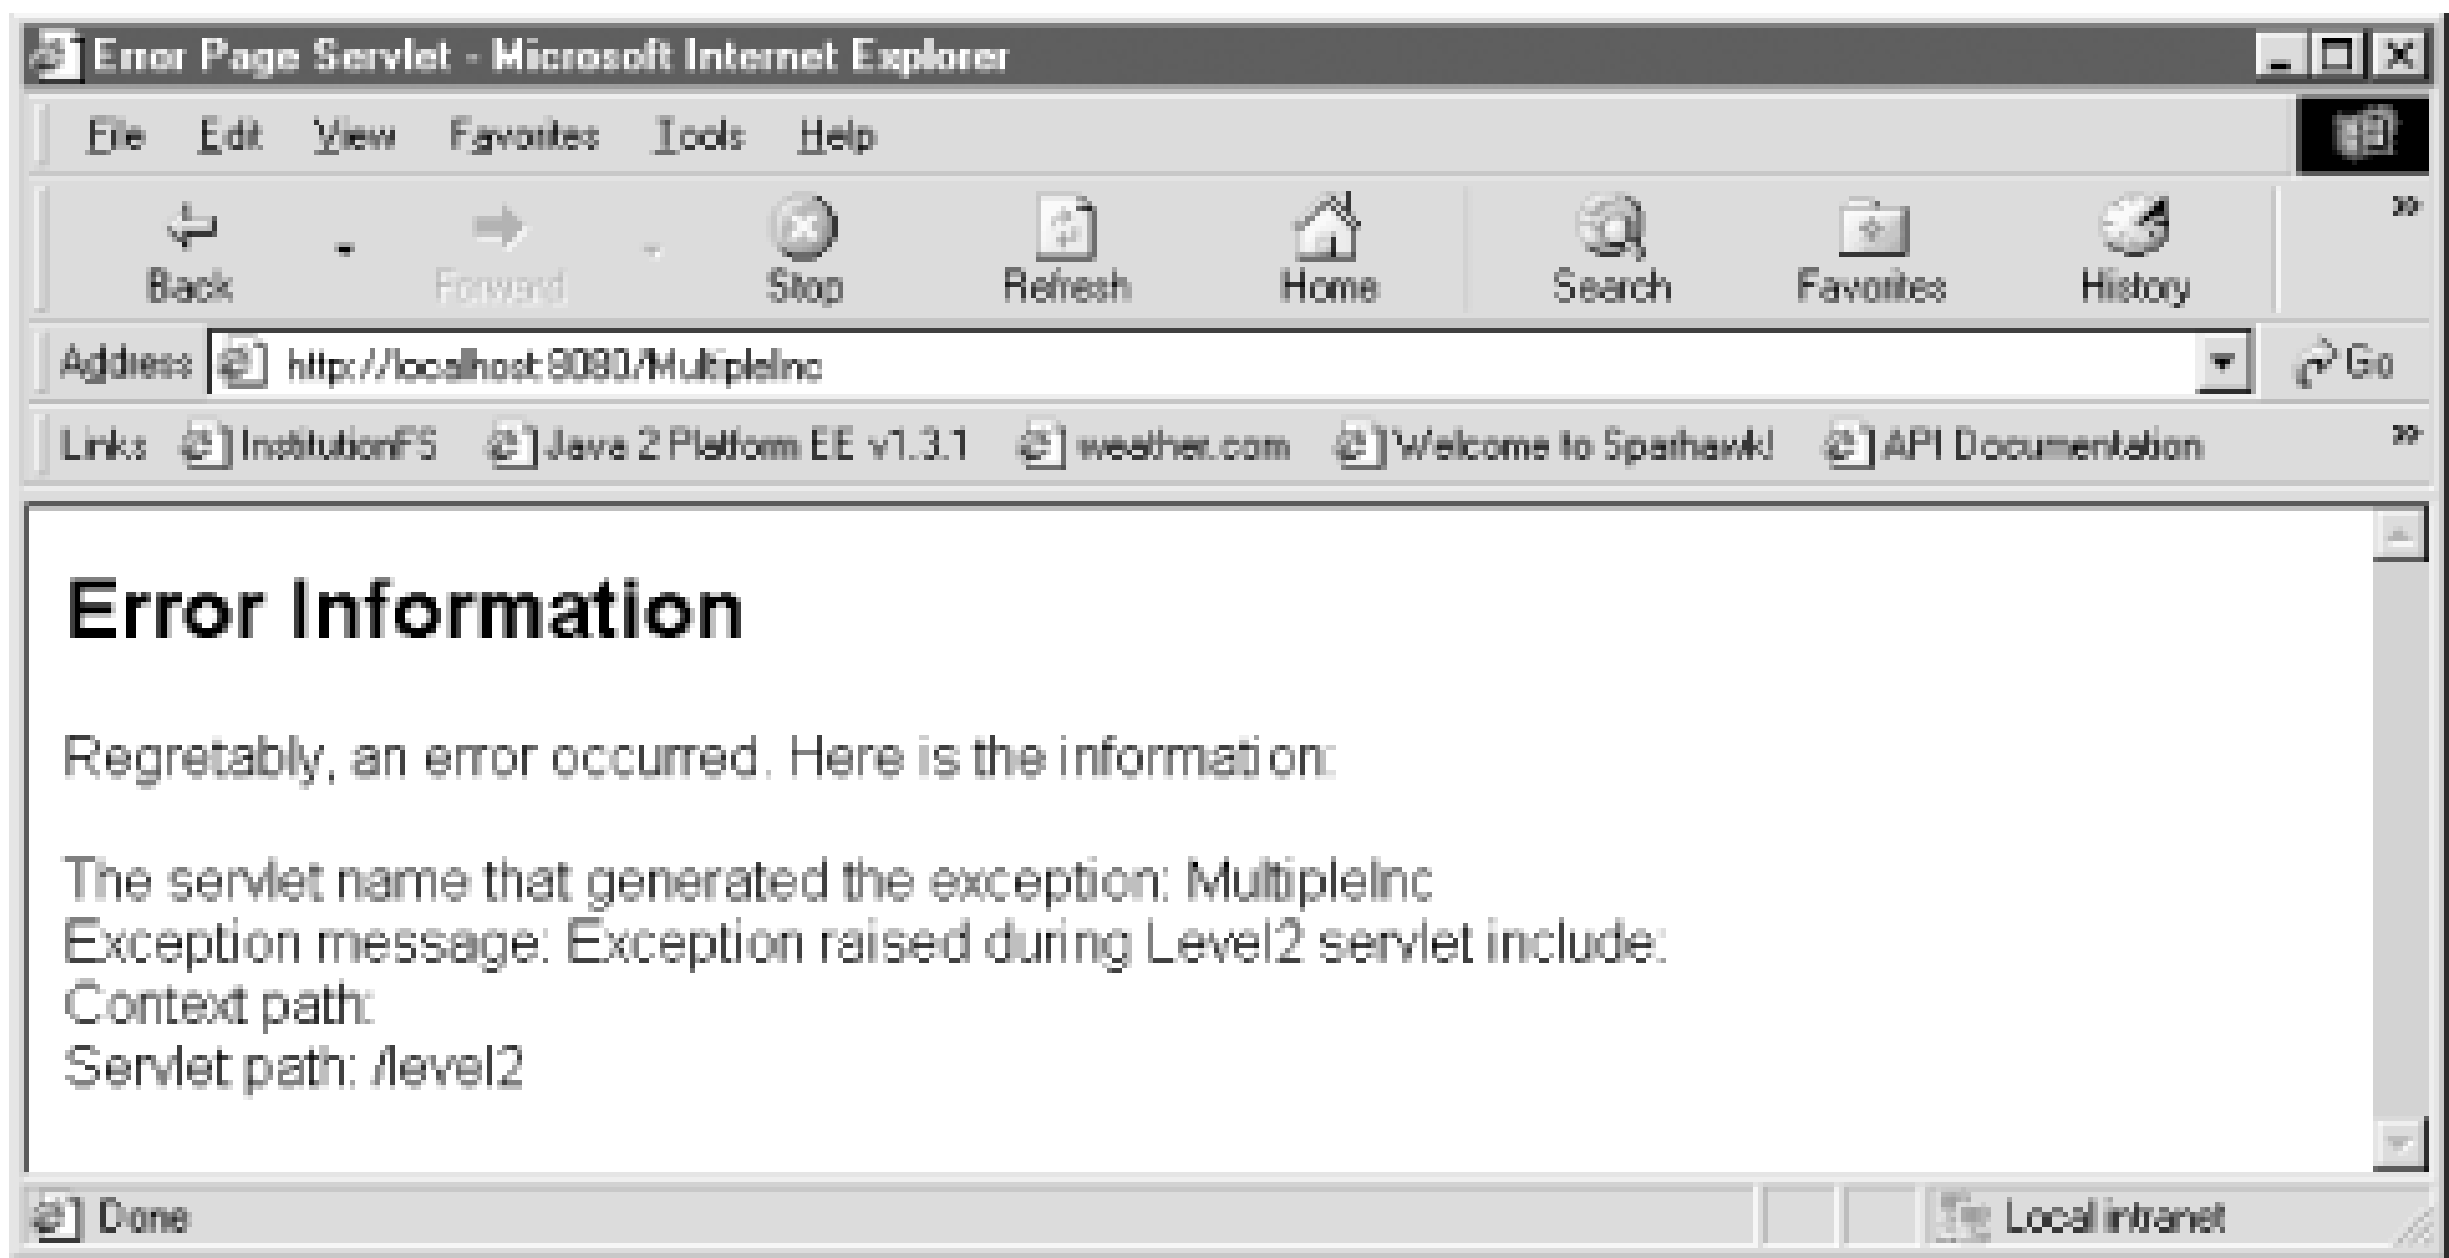 Error Page Servlet - Microsoft Internet Explorer
File Edit View Favorites Tools Help
»
Back Forward Stop Refresh Home Search Favorites History
Address http://localhost:8080/MultipleInc Go
Links InstitutionFS Java 2 Platform EE v1.3.1 weather.com Welcome to Sparhawk! API Documentation »
Error Information
Regretably, an error occurred. Here is the information:
The servlet name that generated the exception: MultipleInc
Exception message: Exception raised during Level2 servlet include:
Context path:
Servlet path: /level2
Done Local intranet